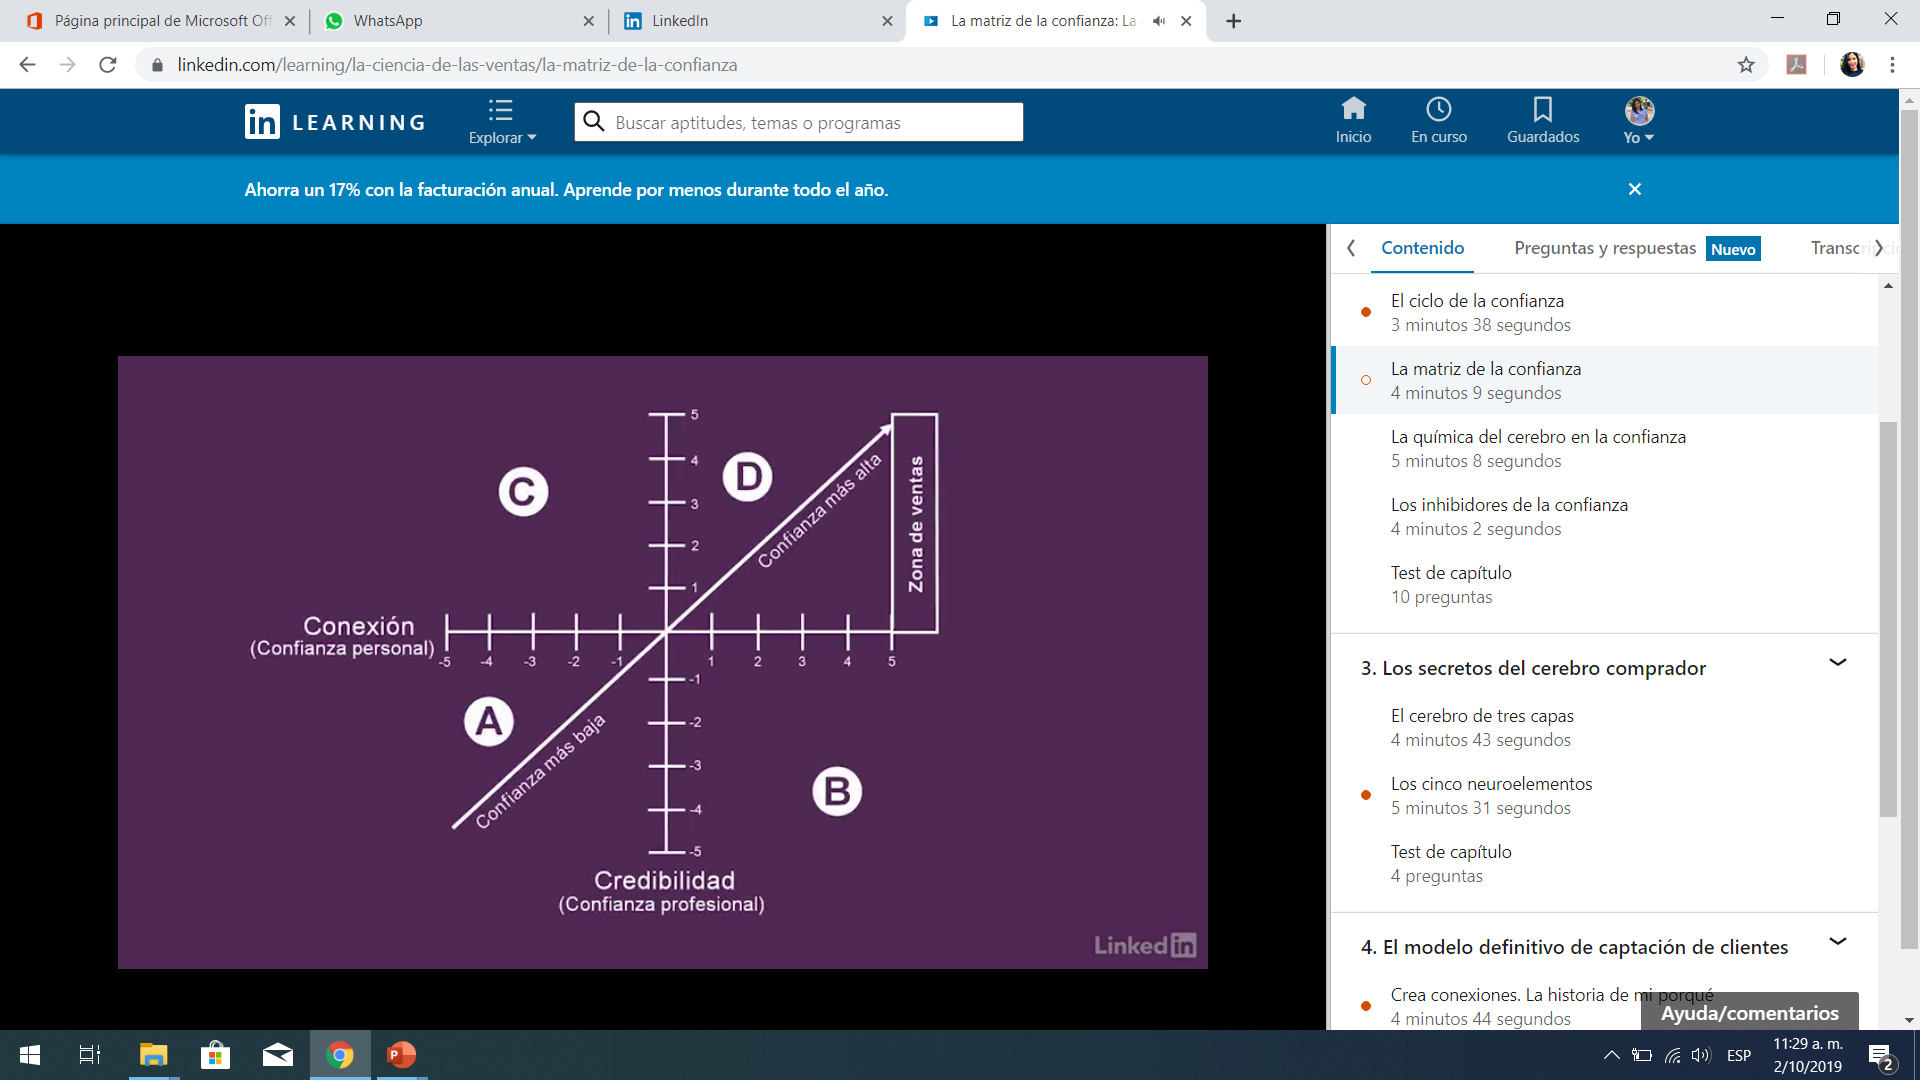 Página principal de Microsoft Off
WhatsApp
LinkedIn
La matriz de la confianza: La
linkedin.com/learning/la-ciencia-de-las-ventas/la-matriz-de-la-confianza
in LEARNING
Explorar
Buscar aptitudes, temas o programas
Inicio
En curso
Guardados
Yo
Ahorra un 17% con la facturación anual. Aprende por menos durante todo el año.
5
4
3
2
1
C
D
Confianza más alta
Zona de ventas
Conexión
(Confianza personal)
-5 -4 -3 -2 -1 1 2 3 4 5
-1
-2
-3
-4
-5
A
Confianza más baja
B
Credibilidad
(Confianza profesional)
Linked in
Contenido
Preguntas y respuestas Nuevo
El ciclo de la confianza
3 minutos 38 segundos
La matriz de la confianza
4 minutos 9 segundos
La química del cerebro en la confianza
5 minutos 8 segundos
Los inhibidores de la confianza
4 minutos 2 segundos
Test de capítulo
10 preguntas
3. Los secretos del cerebro comprador
El cerebro de tres capas
4 minutos 43 segundos
Los cinco neuroelementos
5 minutos 31 segundos
Test de capítulo
4 preguntas
4. El modelo definitivo de captación de clientes
Crea conexiones. La historia de mi porqué
4 minutos 44 segundos
Ayuda/comentarios
ESP
11:29 a. m.
2/10/2019
2